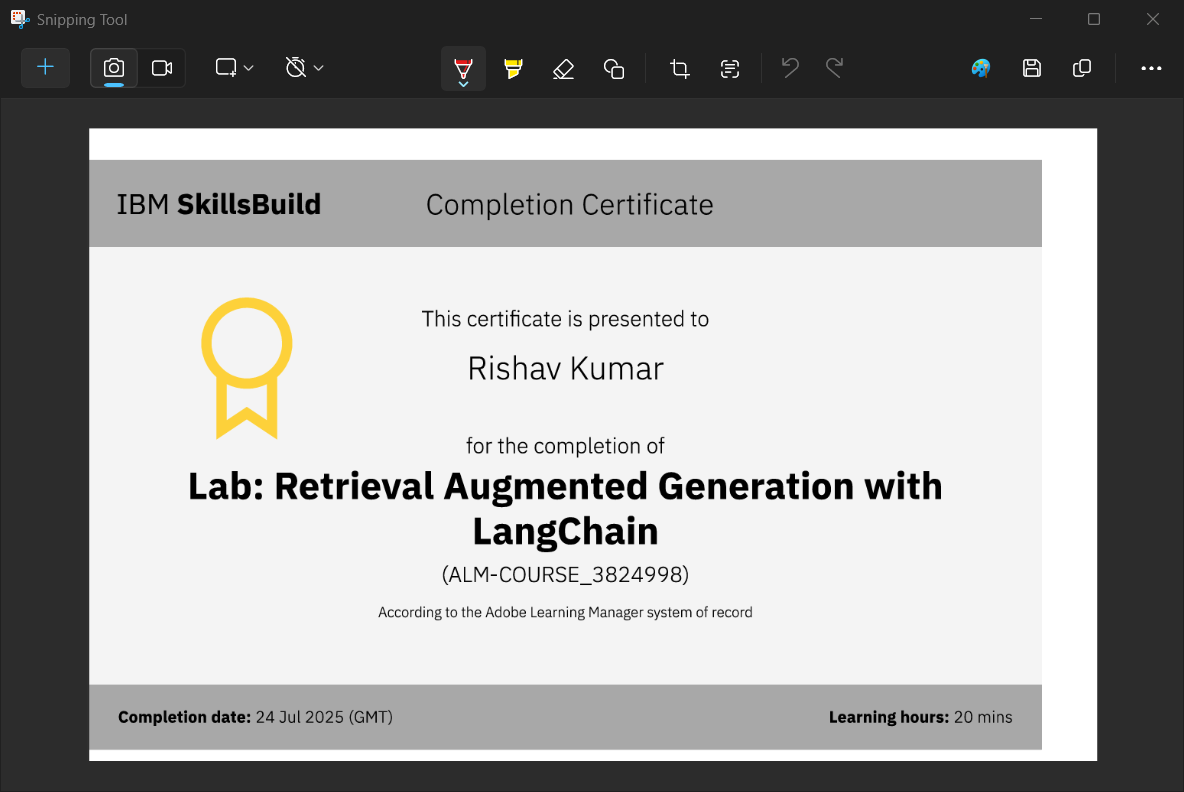 Snipping Tool
IBM SkillsBuild
Completion Certificate
This certificate is presented to
Rishav Kumar
for the completion of
Lab: Retrieval Augmented Generation with
LangChain
(ALM-COURSE_3824998)
According to the Adobe Learning Manager system of record
Completion date: 24 Jul 2025 (GMT)
Learning hours: 20 mins